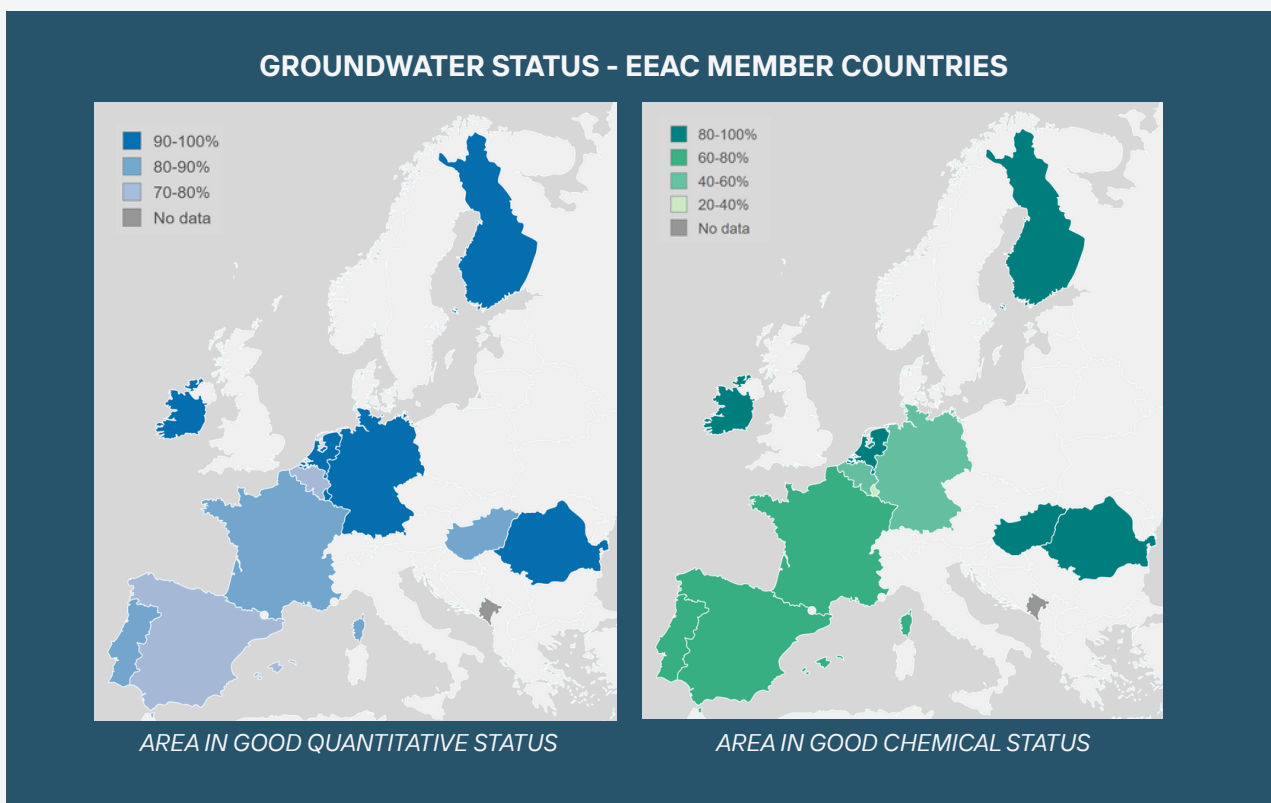 GROUNDWATER STATUS - EEAC MEMBER COUNTRIES
90-100%
80-90%
70-80%
No data
80-100%
60-80%
40-60%
20-40%
No data
AREA IN GOOD QUANTITATIVE STATUS
AREA IN GOOD CHEMICAL STATUS